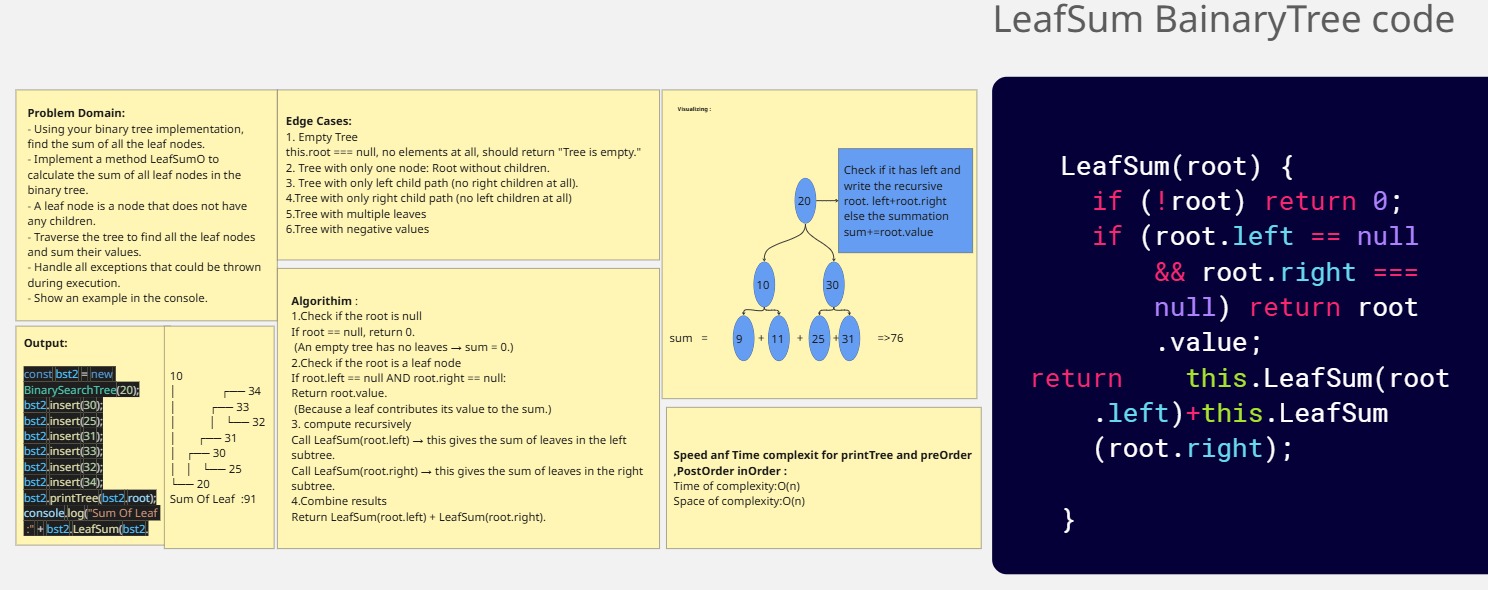 LeafSum BainaryTree code
Problem Domain:
- Using your binary tree implementation,
find the sum of all the leaf nodes.
- Implement a method LeafSumO to
calculate the sum of all leaf nodes in the
binary tree.
- A leaf node is a node that does not have
any children.
- Traverse the tree to find all the leaf nodes
and sum their values.
- Handle all exceptions that could be thrown
during execution.
- Show an example in the console.
Edge Cases:
1. Empty Tree
this.root === null, no elements at all, should return "Tree is empty."
2. Tree with only one node: Root without children.
3. Tree with only left child path (no right children at all).
4.Tree with only right child path (no left children at all)
5.Tree with multiple leaves
6.Tree with negative values
Visualizing :
Check if it has left and
write the recursive
root. left+root.right
else the summation
sum+=root.value
20
10
30
sum = 9 + 11 + 25 + 31 =>76
Output:
const bst2 = new
BinarySearchTree(20);
bst2.insert(30);
bst2.insert(25);
bst2.insert(31);
bst2.insert(33);
bst2.insert(32);
bst2.insert(34);
bst2.printTree(bst2.root);
console.log("Sum Of Leaf
:" + bst2.LeafSum(bst2.
10
│       ┌── 34
│     ┌── 33
│     │ └── 32
│   ┌── 31
│ ┌── 30
│ │ └── 25
└── 20
Sum Of Leaf :91
Algorithim :
1.Check if the root is null
If root == null, return 0.
(An empty tree has no leaves → sum = 0.)
2.Check if the root is a leaf node
If root.left == null AND root.right == null:
Return root.value.
(Because a leaf contributes its value to the sum.)
3. compute recursively
Call LeafSum(root.left) → this gives the sum of leaves in the left
subtree.
Call LeafSum(root.right) → this gives the sum of leaves in the right
subtree.
4.Combine results
Return LeafSum(root.left) + LeafSum(root.right).
Speed anf Time complexit for printTree and preOrder
,PostOrder inOrder :
Time of complexity:O(n)
Space of complexity:O(n)
LeafSum(root) {
if (!root) return 0;
if (root.left == null
&& root.right ===
null) return root
.value;
return this.LeafSum(root
.left)+this.LeafSum
(root.right);
}